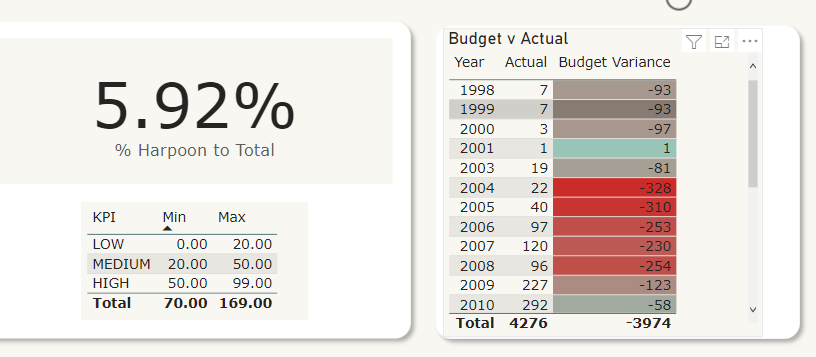 5.92%
% Harpoon to Total
KPI Min Max
LOW 0.00 20.00
MEDIUM 20.00 50.00
HIGH 50.00 99.00
Total 70.00 169.00
Budget v Actual
Year Actual Budget Variance
1998 7 -93
1999 7 -93
2000 3 -97
2001 1 1
2003 19 -81
2004 22 -328
2005 40 -310
2006 97 -253
2007 120 -230
2008 96 -254
2009 227 -123
2010 292 -58
Total 4276 -3974